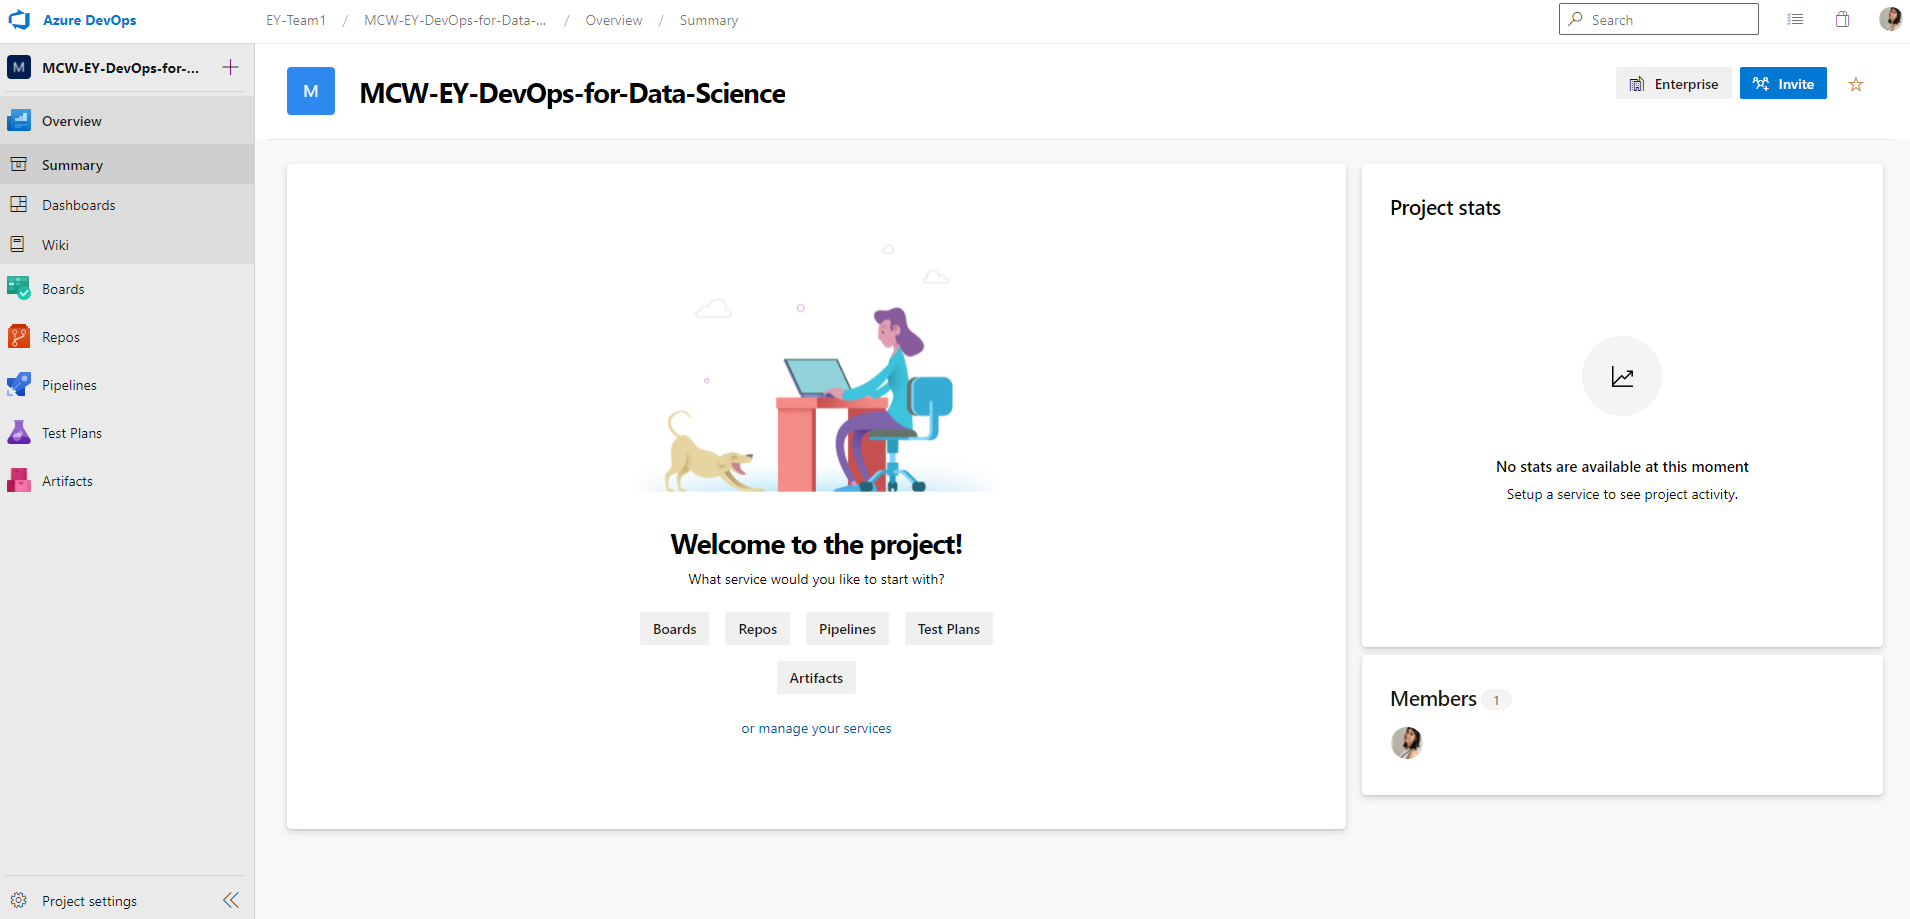 Azure DevOps
EY-Team1 / MCW-EY-DevOps-for-Data-... / Overview / Summary
Search
M MCW-EY-DevOps-for-... +
Overview
Summary
Dashboards
Wiki
Boards
Repos
Pipelines
Test Plans
Artifacts
Project settings
M MCW-EY-DevOps-for-Data-Science
Enterprise
Invite
Welcome to the project!
What service would you like to start with?
Boards Repos Pipelines Test Plans
Artifacts
or manage your services
Project stats
No stats are available at this moment
Setup a service to see project activity.
Members 1